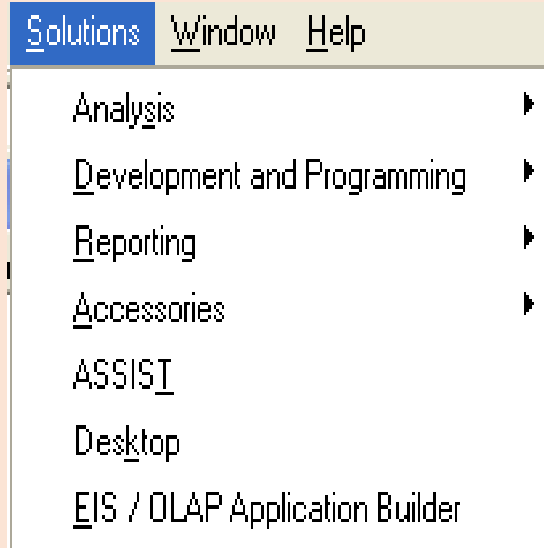 Solutions Window Help
Analysis
Development and Programming
Reporting
Accessories
ASSIST
Desktop
EIS / OLAP Application Builder